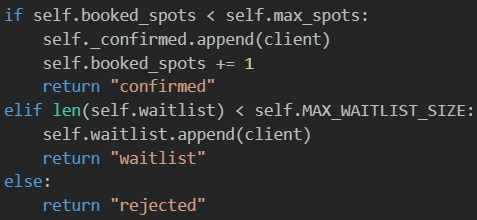 if self.booked_spots < self.max_spots:
    self._confirmed.append(client)
    self.booked_spots += 1
    return "confirmed"
elif len(self.waitlist) < self.MAX_WAITLIST_SIZE:
    self.waitlist.append(client)
    return "waitlist"
else:
    return "rejected"